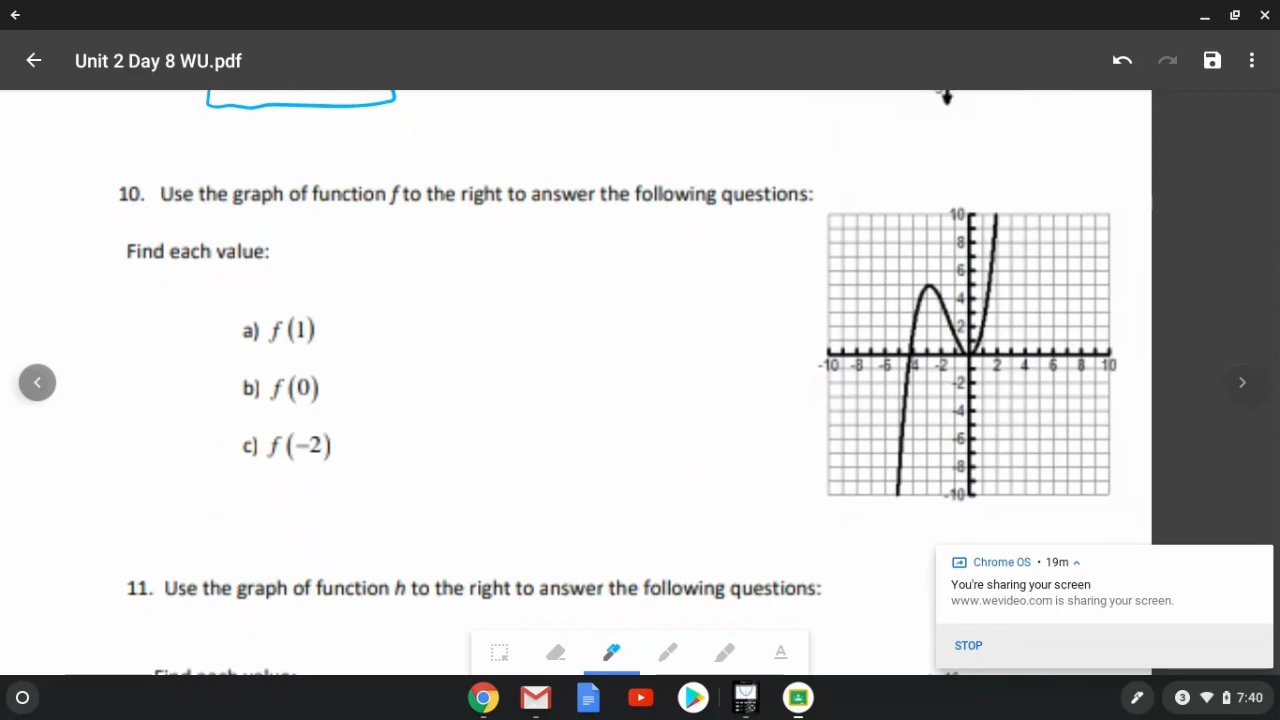 Unit 2 Day 8 WU.pdf
10. Use the graph of function f to the right to answer the following questions:
Find each value:
a) f(1)
b) f(0)
c) f(−2)
10
8
6
4
2
-10 -8 -6 -4 -2 2 4 6 8 10
-2
-4
-6
-8
-10
11. Use the graph of function h to the right to answer the following questions:
Find each value:
Chrome OS • 19m
You're sharing your screen
www.wevideo.com is sharing your screen.
STOP
A
10
3 7:40